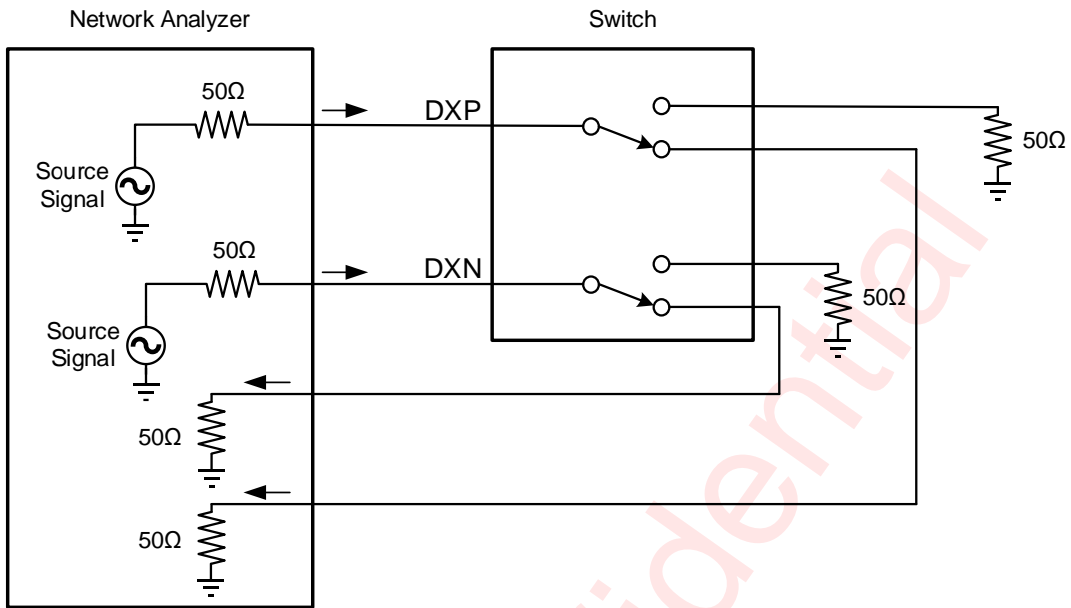 Network Analyzer
Switch
50Ω
DXP
50Ω
Source
Signal
50Ω
DXN
50Ω
Source
Signal
50Ω
50Ω